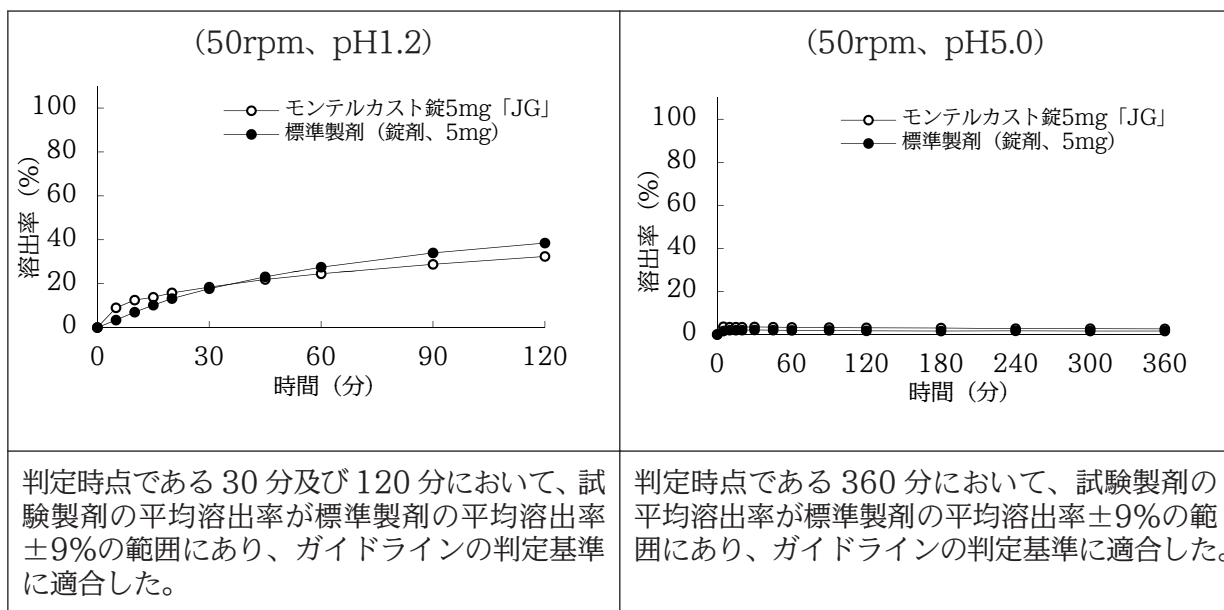 (50rpm、pH1.2)
100
80
60
40
20
0
溶出率 (%)
モンテルカスト錠5mg「JG」
標準製剤（錠剤、5mg）
0 30 60 90 120
時間（分）
判定時点である 30 分及び 120 分において、試
験製剤の平均溶出率が標準製剤の平均溶出率
±9%の範囲にあり、ガイドラインの判定基準
に適合した。
(50rpm、pH5.0)
100
80
60
40
20
0
溶出率 (%)
モンテルカスト錠5mg「JG」
標準製剤（錠剤、5mg）
0 60 120 180 240 300 360
時間（分）
判定時点である 360 分において、試験製剤の
平均溶出率が標準製剤の平均溶出率±9%の範
囲にあり、ガイドラインの判定基準に適合した。